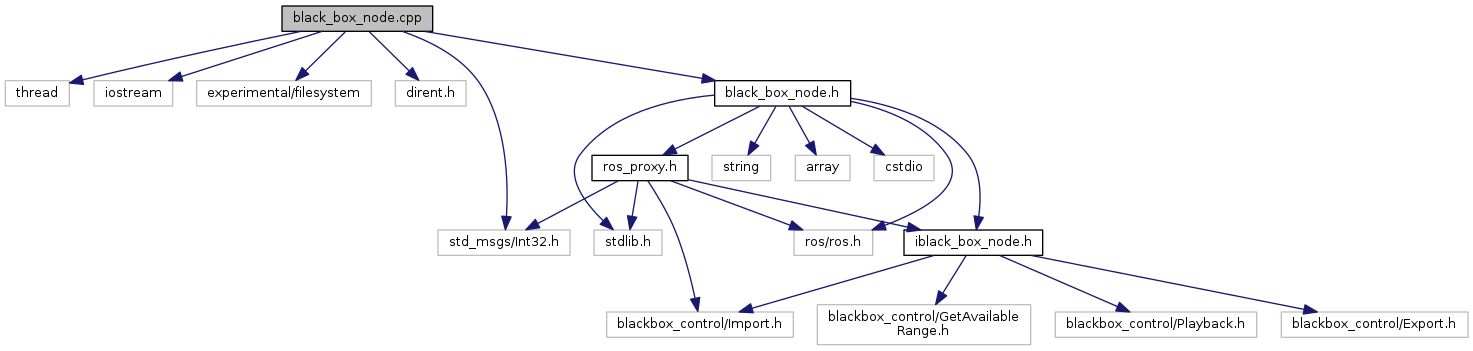 black_box_node.cpp
thread
iostream
experimental/filesystem
dirent.h
black_box_node.h
ros_proxy.h
string
array
cstdio
std_msgs/Int32.h
stdlib.h
ros/ros.h
iblack_box_node.h
blackbox_control/Import.h
blackbox_control/GetAvailable
Range.h
blackbox_control/Playback.h
blackbox_control/Export.h